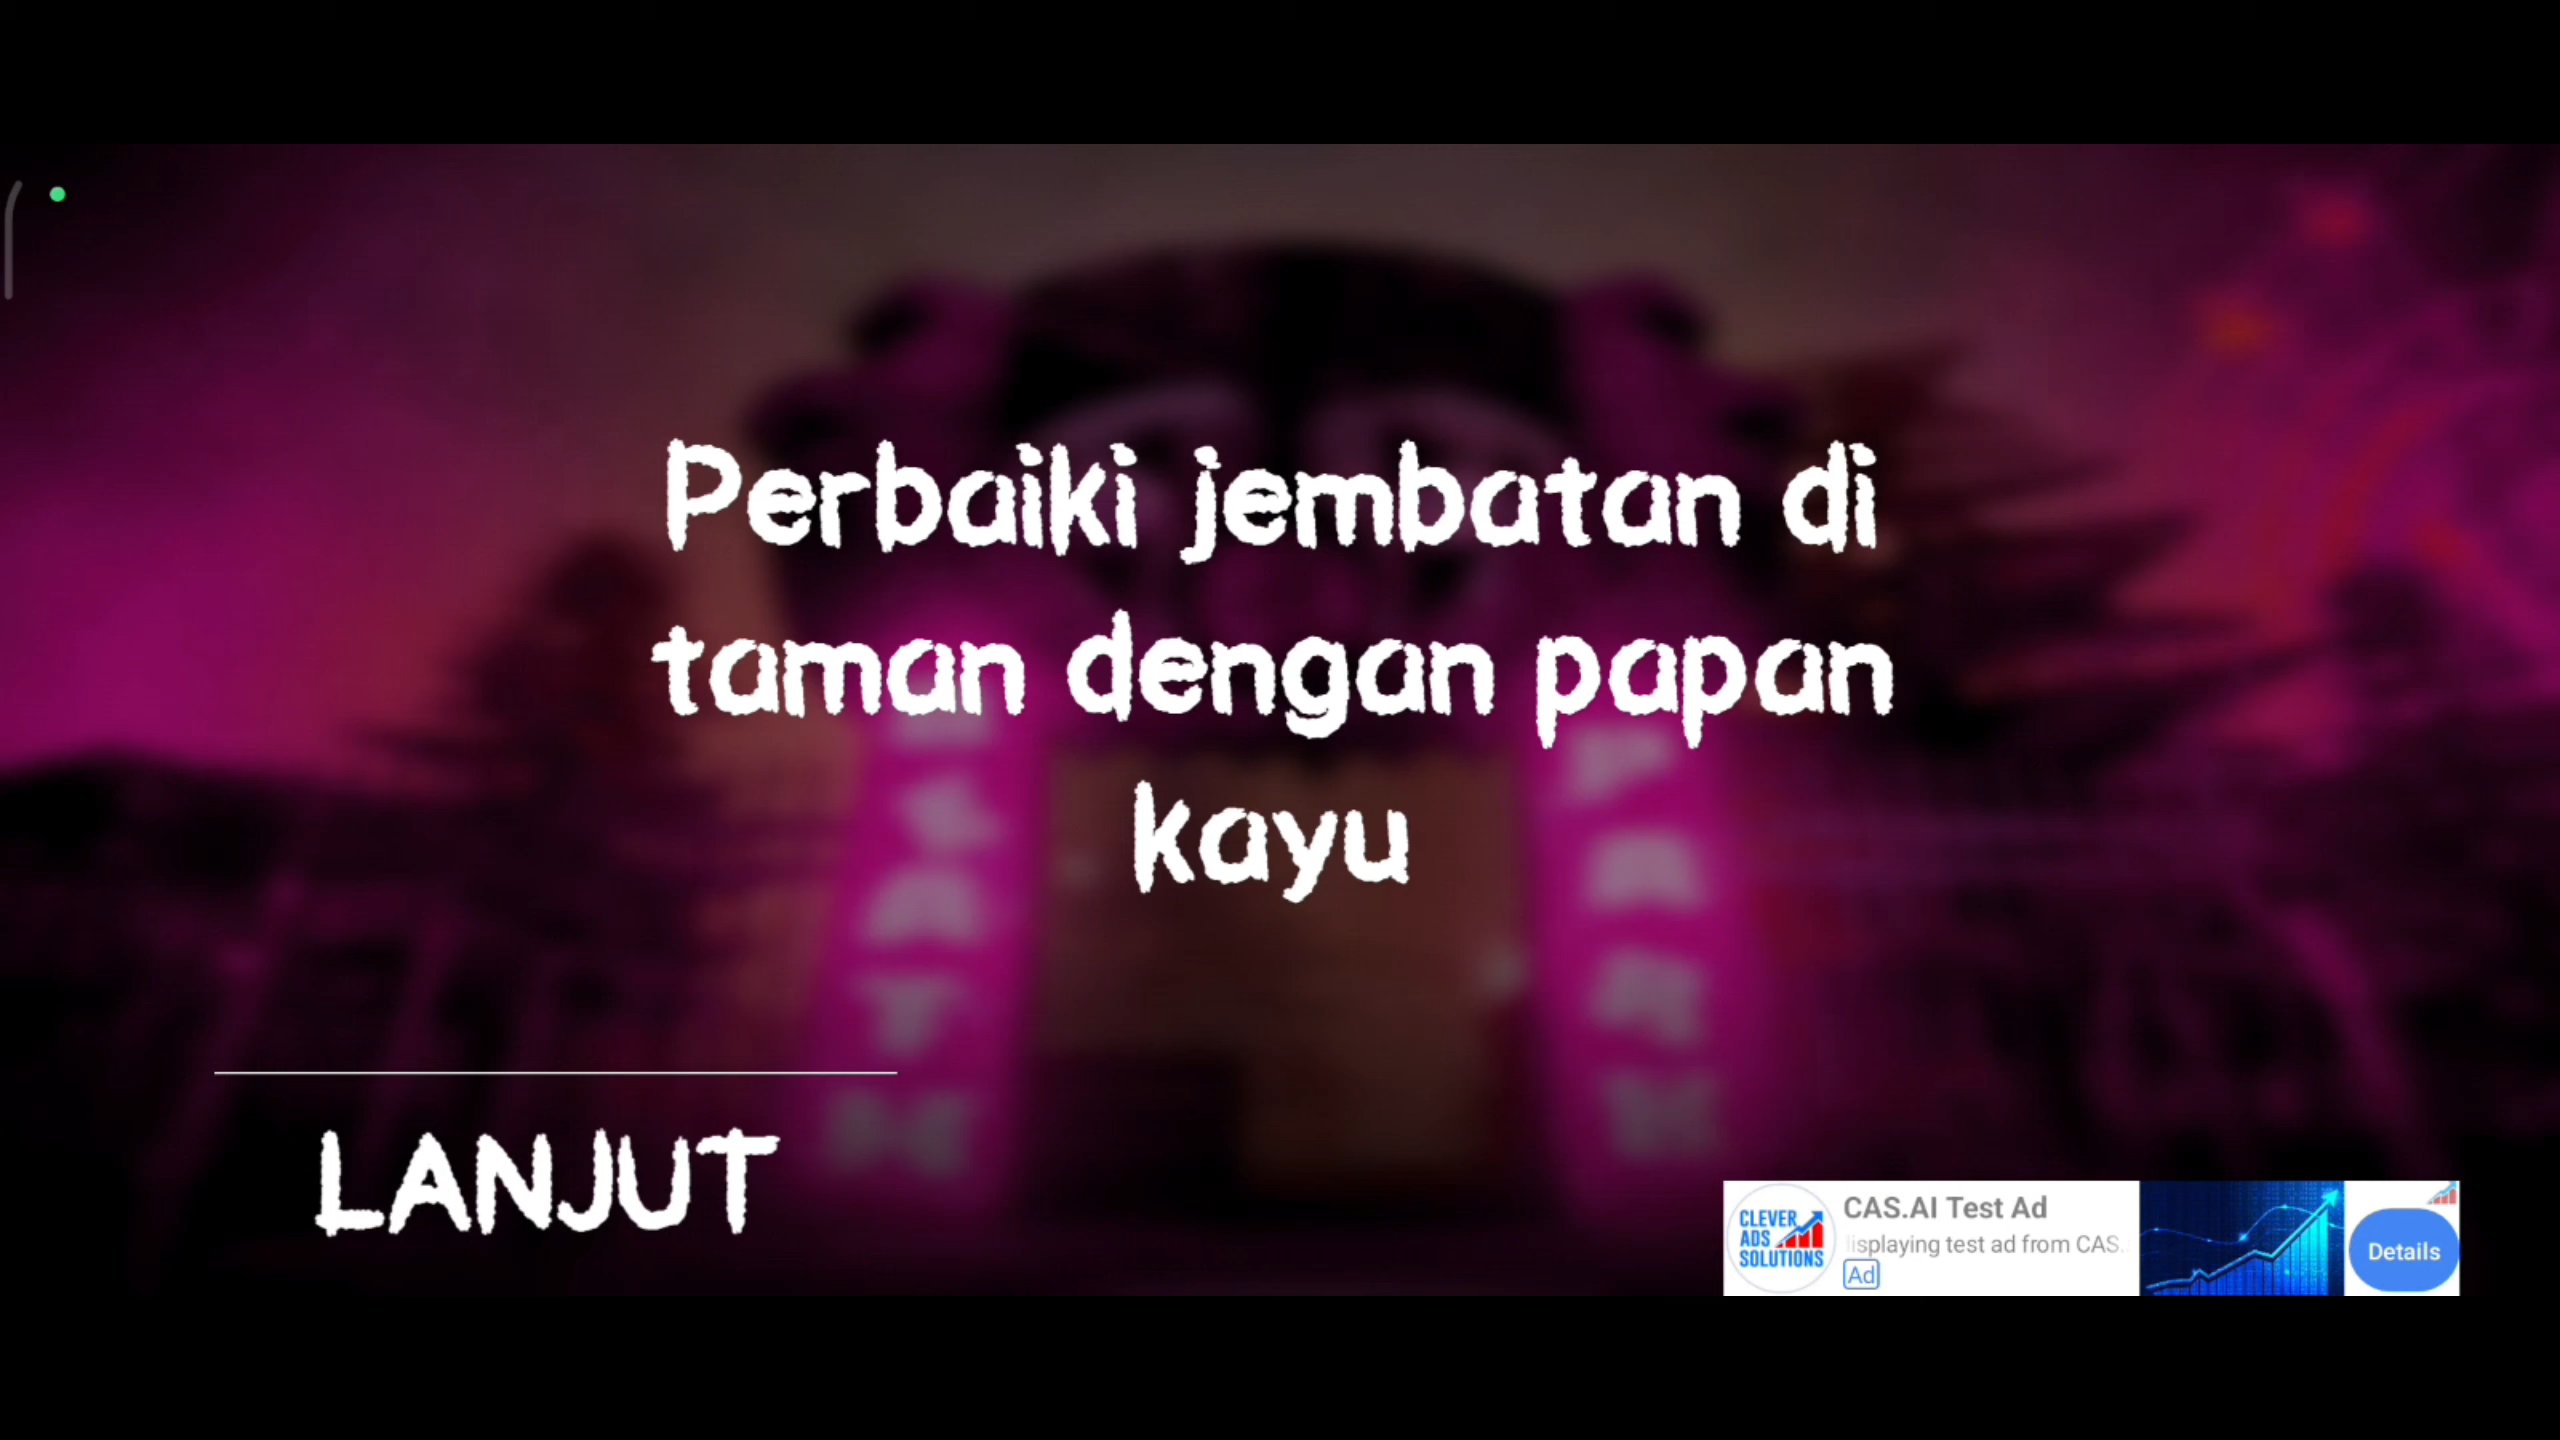 Perbaiki jembatan di
taman dengan papan
kayu
LANJUT
CLEVER
ADS
SOLUTIONS
CAS.AI Test Ad
isplaying test ad from CAS.
Ad
Details